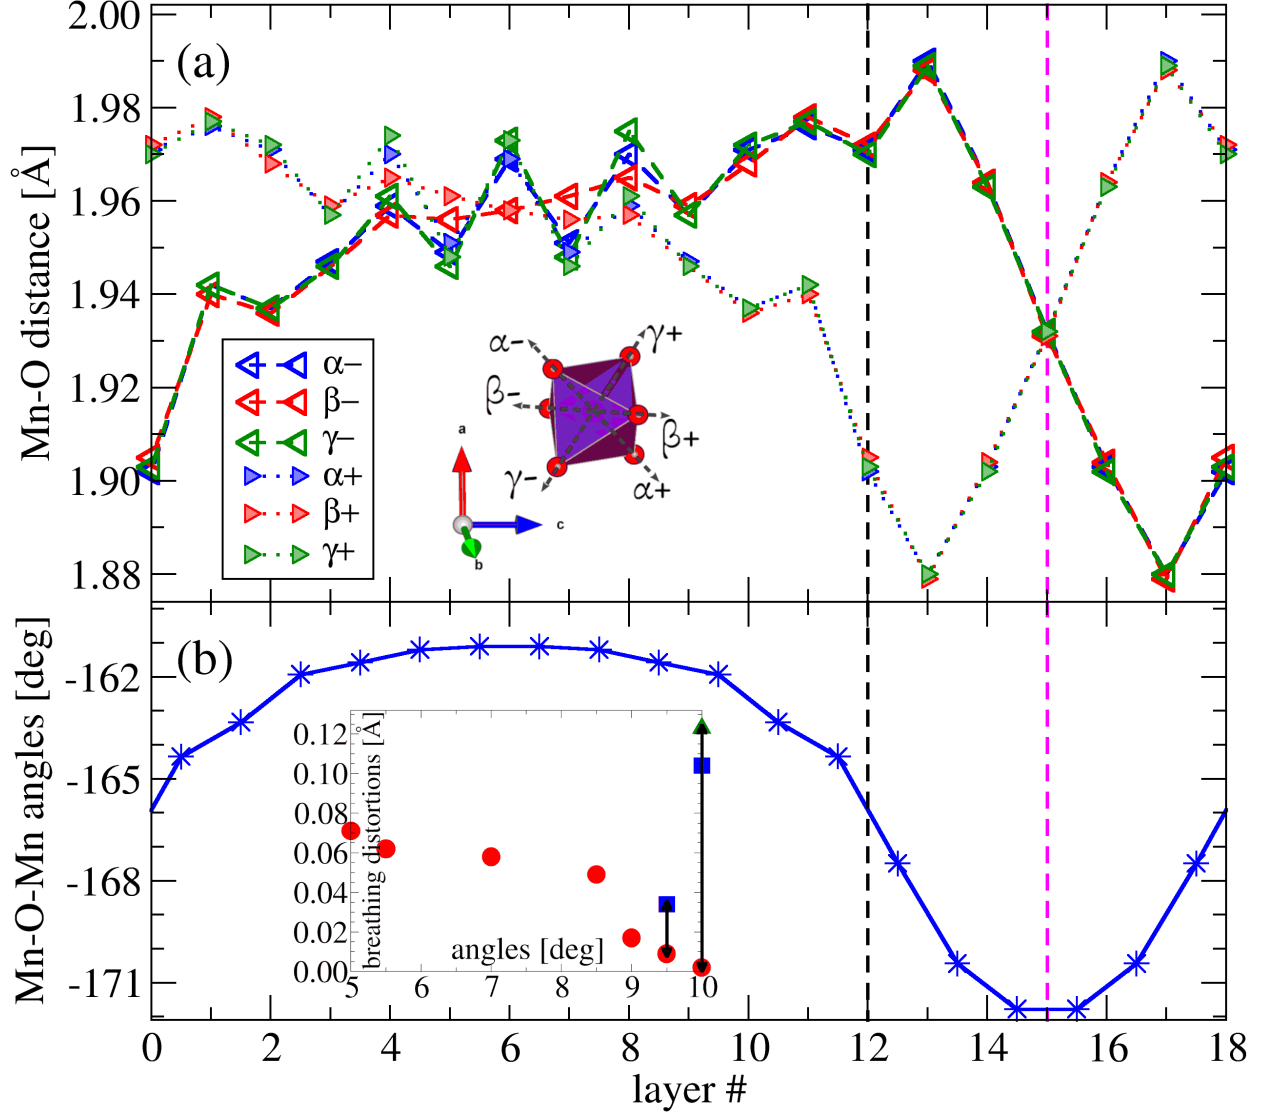 (a)
Mn-O distance [Å]
2.00
1.98
1.96
1.94
1.92
1.90
1.88
α−
β−
γ−
α+
β+
γ+
α−
γ+
β−
β+
γ−
α+
a
c
b
(b)
Mn-O-Mn angles [deg]
-162
-165
-168
-171
breathing distortions [Å]
0.12
0.10
0.08
0.06
0.04
0.02
0.00
angles [deg]
5 6 7 8 9 10
0 2 4 6 8 10 12 14 16 18
layer #